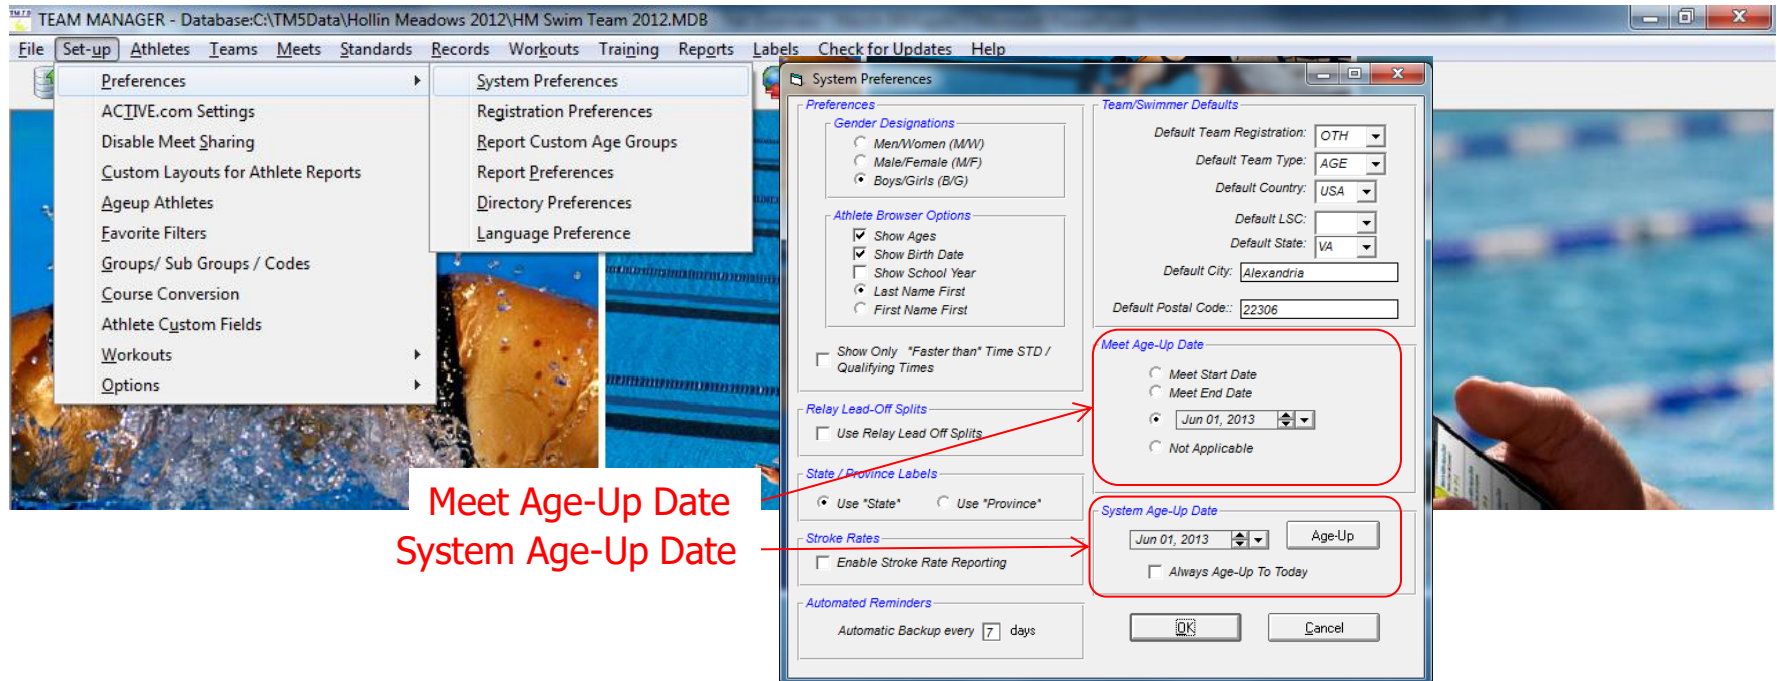 TM 7.0 TEAM MANAGER - Database:C:\TM5Data\Hollin Meadows 2012\HM Swim Team 2012.MDB
File Set-up Athletes Teams Meets Standards Records Workouts Training Reports Labels Check for Updates Help
Preferences
ACTIVE.com Settings
Disable Meet Sharing
Custom Layouts for Athlete Reports
Ageup Athletes
Favorite Filters
Groups/ Sub Groups / Codes
Course Conversion
Athlete Custom Fields
Workouts
Options
System Preferences
Registration Preferences
Report Custom Age Groups
Report Preferences
Directory Preferences
Language Preference
Meet Age-Up Date
System Age-Up Date
System Preferences
Preferences
Gender Designations
Men/Women (M/W)
Male/Female (M/F)
Boys/Girls (B/G)
Athlete Browser Options
Show Ages
Show Birth Date
Show School Year
Last Name First
First Name First
Show Only "Faster than" Time STD /
Qualifying Times
Relay Lead-Off Splits
Use Relay Lead Off Splits
State / Province Labels
Use "State" Use "Province"
Stroke Rates
Enable Stroke Rate Reporting
Automated Reminders
Automatic Backup every 7 days
Team/Swimmer Defaults
Default Team Registration: OTH
Default Team Type: AGE
Default Country: USA
Default LSC:
Default State: VA
Default City: Alexandria
Default Postal Code:: 22306
Meet Age-Up Date
Meet Start Date
Meet End Date
Jun 01, 2013
Not Applicable
System Age-Up Date
Jun 01, 2013 Age-Up
Always Age-Up To Today
OK Cancel